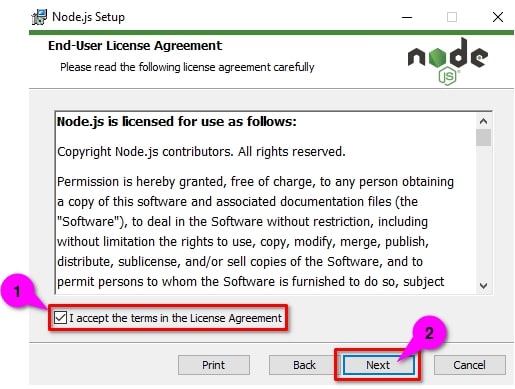 Node.js Setup
End-User License Agreement
Please read the following license agreement carefully
node
JS
Node.js is licensed for use as follows:
Copyright Node.js contributors. All rights reserved.
Permission is hereby granted, free of charge, to any person obtaining
a copy of this software and associated documentation files (the
"Software"), to deal in the Software without restriction, including
without limitation the rights to use, copy, modify, merge, publish,
distribute, sublicense, and/or sell copies of the Software, and to
permit persons to whom the Software is furnished to do so, subject
1
I accept the terms in the License Agreement
2
Print
Back
Next
Cancel